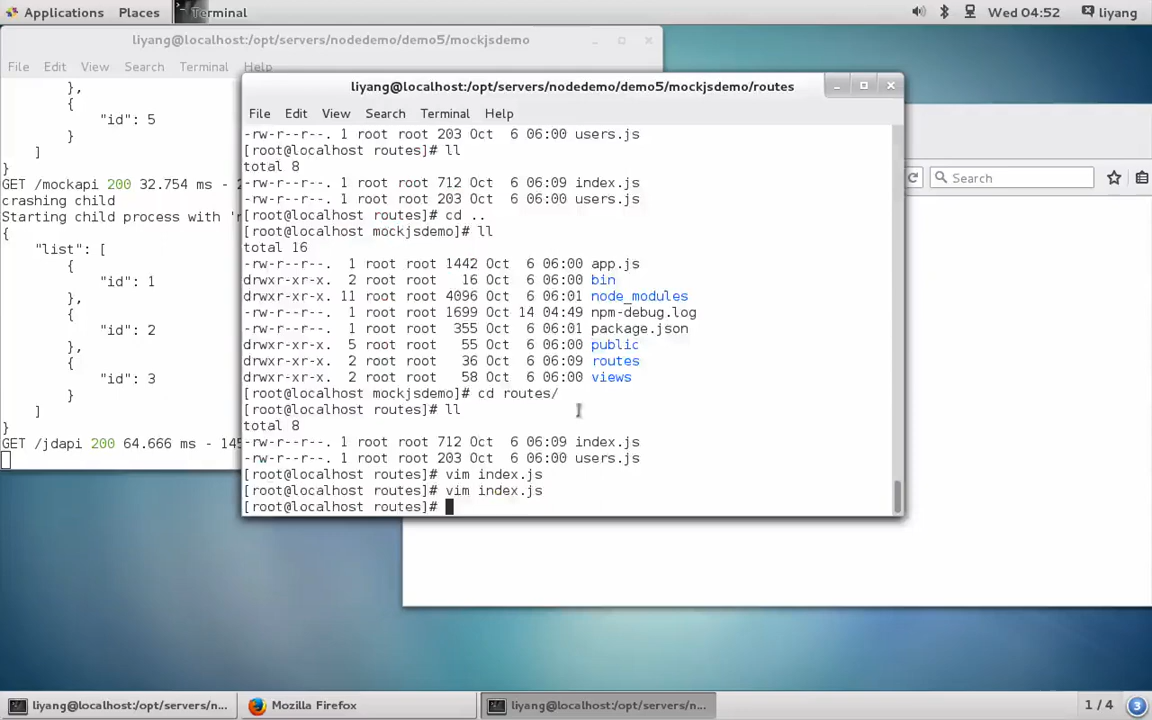 Applications Places Terminal Wed 04:52 liyang
liyang@localhost:/opt/servers/nodedemo/demo5/mockjsdemo
File Edit View Search Terminal Help
},
{
"id": 5
}
]
}
GET /mockapi 200 32.754 ms - 2
crashing child
Starting child process with '
{
"list": [
{
"id": 1
},
{
"id": 2
},
{
"id": 3
}
]
}
GET /jdapi 200 64.666 ms - 145
liyang@localhost:/opt/servers/nodedemo/demo5/mockjsdemo/routes
File Edit View Search Terminal Help
-rw-r--r--. 1 root root 203 Oct 6 06:00 users.js
[root@localhost routes]# ll
total 8
-rw-r--r--. 1 root root 712 Oct 6 06:09 index.js
-rw-r--r--. 1 root root 203 Oct 6 06:00 users.js
[root@localhost routes]# cd ..
[root@localhost mockjsdemo]# ll
total 16
-rw-r--r--. 1 root root 1442 Oct 6 06:00 app.js
drwxr-xr-x. 2 root root 16 Oct 6 06:00 bin
drwxr-xr-x. 11 root root 4096 Oct 6 06:01 node_modules
-rw-r--r--. 1 root root 1699 Oct 14 04:49 npm-debug.log
-rw-r--r--. 1 root root 355 Oct 6 06:01 package.json
drwxr-xr-x. 5 root root 55 Oct 6 06:00 public
drwxr-xr-x. 2 root root 36 Oct 6 06:09 routes
drwxr-xr-x. 2 root root 58 Oct 6 06:00 views
[root@localhost mockjsdemo]# cd routes/
[root@localhost routes]# ll
total 8
-rw-r--r--. 1 root root 712 Oct 6 06:09 index.js
-rw-r--r--. 1 root root 203 Oct 6 06:00 users.js
[root@localhost routes]# vim index.js
[root@localhost routes]# vim index.js
[root@localhost routes]#
Search
liyang@localhost:/opt/servers/n... Mozilla Firefox liyang@localhost:/opt/servers/n... 1 / 4 3